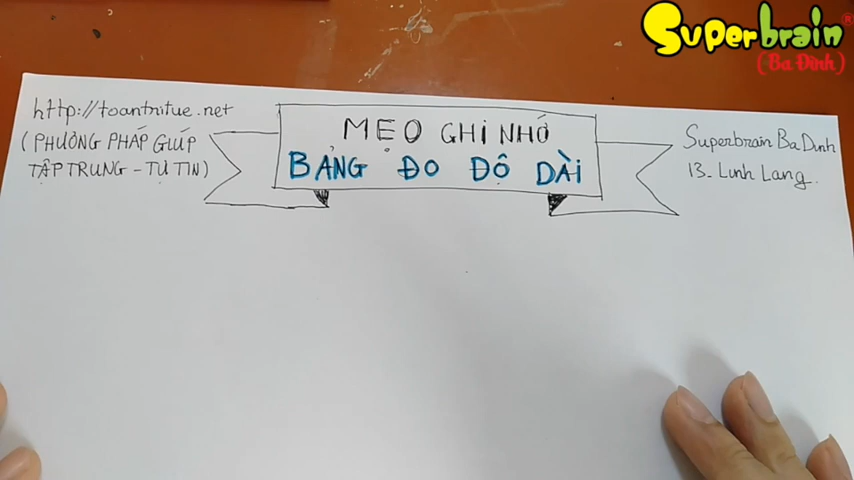 Superbrain®
(Ba Đình)
http://toantritue.net
(PHƯƠNG PHÁP GIÚP
TẬP TRUNG - TỰ TIN)
MẸO GHI NHỚ
BẢNG ĐO ĐỘ DÀI
Superbrain Ba Dinh
13 - Linh Lang